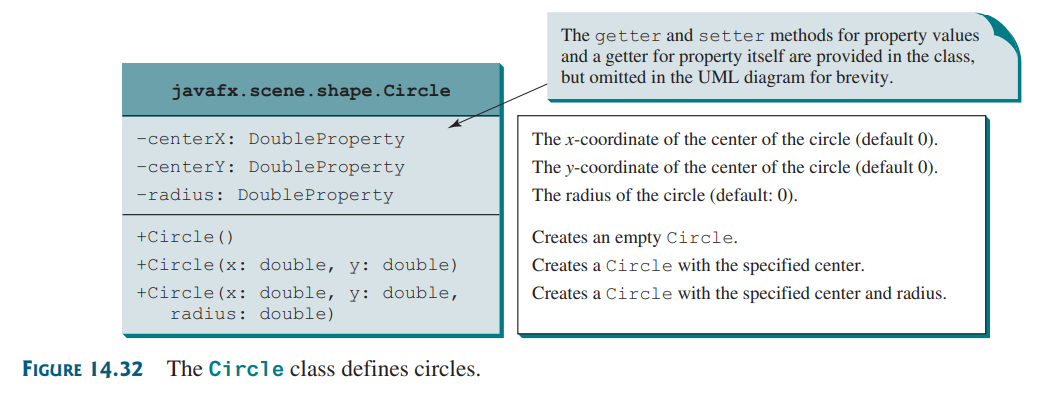 The getter and setter methods for property values
and a getter for property itself are provided in the class,
but omitted in the UML diagram for brevity.
javafx.scene.shape.Circle
-centerX: DoubleProperty
-centerY: DoubleProperty
-radius: DoubleProperty
The x-coordinate of the center of the circle (default 0).
The y-coordinate of the center of the circle (default 0).
The radius of the circle (default: 0).
+Circle()
+Circle(x: double, y: double)
+Circle(x: double, y: double,
radius: double)
Creates an empty Circle.
Creates a Circle with the specified center.
Creates a Circle with the specified center and radius.
FIGURE 14.32 The Circle class defines circles.